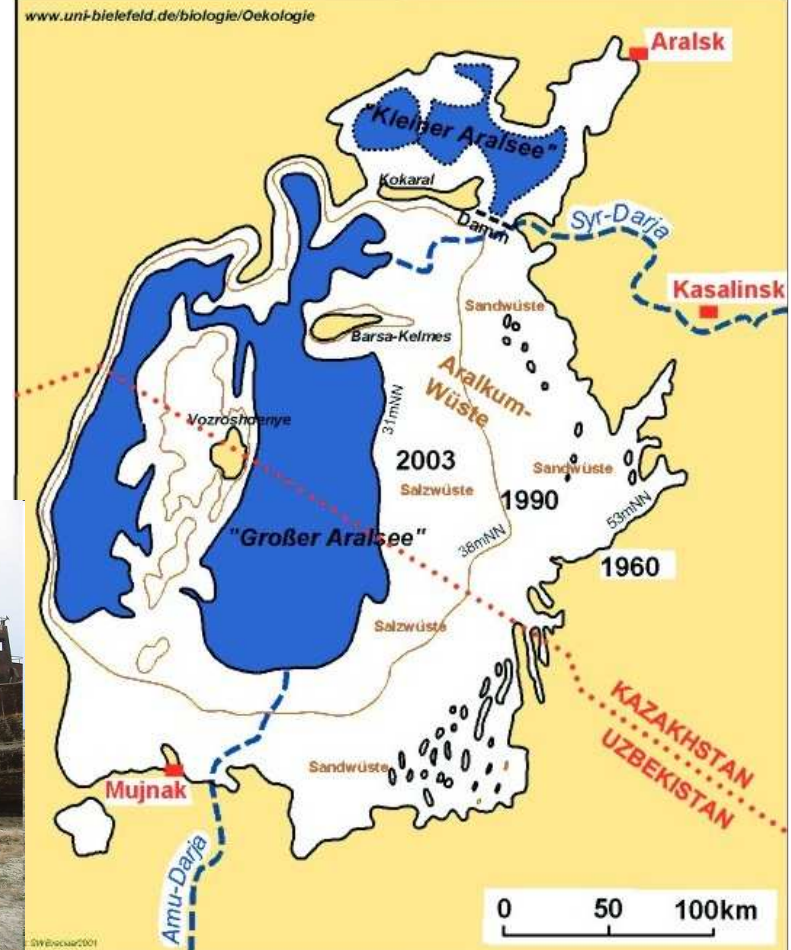 www.uni-bielefeld.de/biologie/Oekologie
Aralsk
"Kleiner Aralsee"
Kokaral
Damm
Syr-Darja
Kasalinsk
Sandwüste
Barsa-Kelmes
Aralkum-
Wüste
31mNN
Vozroshdenye
2003
Sandwüste
Salzwüste
1990
53mNN
"Großer Aralsee"
38mNN
1960
Salzwüste
KAZAKHSTAN
UZBEKISTAN
Sandwüste
Mujnak
Amu-Darja
0 50 100km